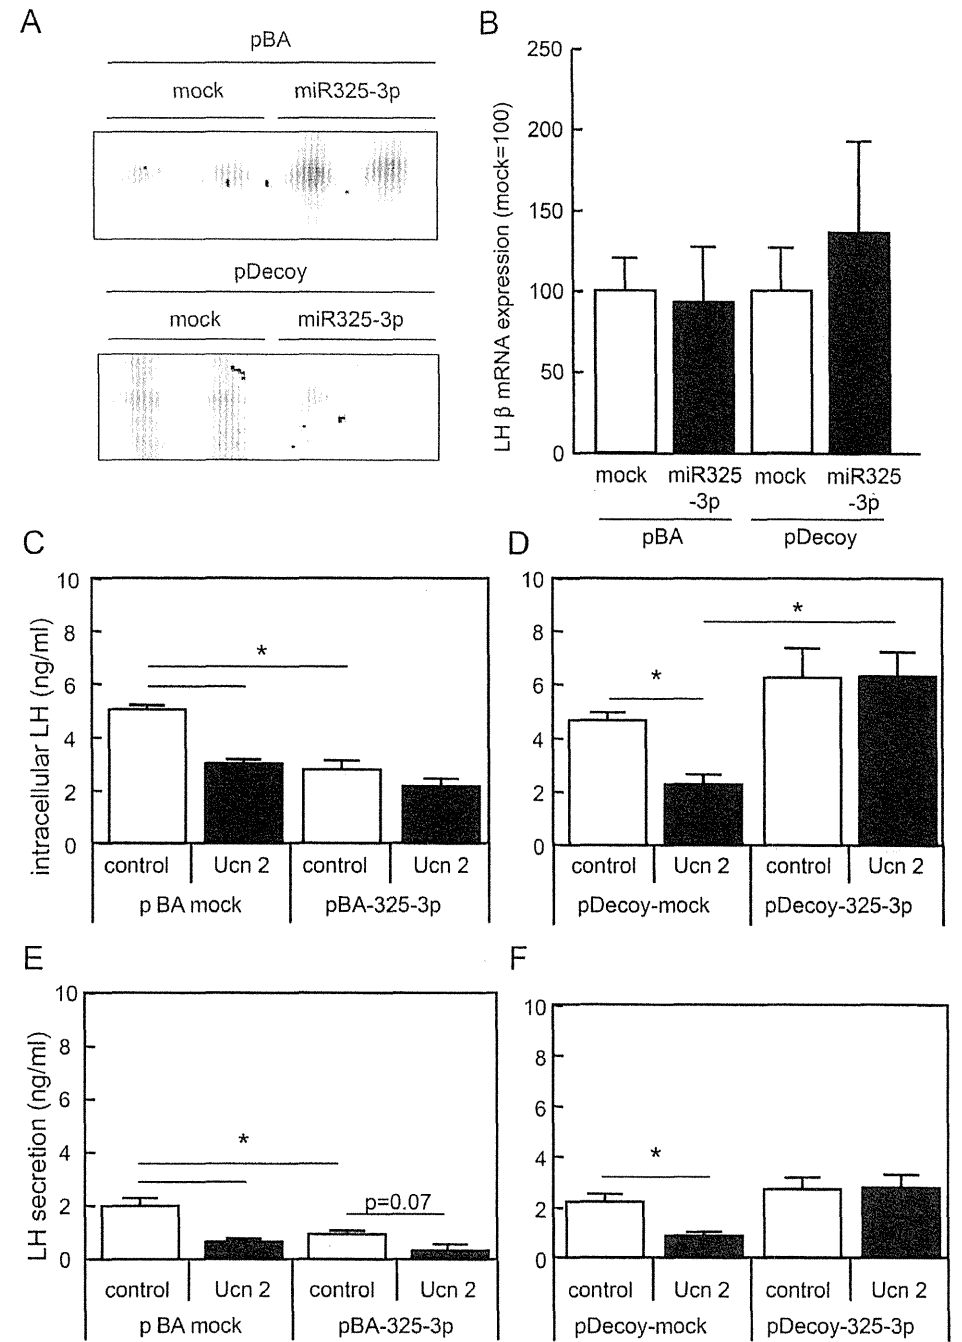 A
pBA
mock miR325-3p
pDecoy
mock miR325-3p
B
LH β mRNA expression (mock=100)
250
200
150
100
50
0
mock miR325 -3p mock miR325 -3p
pBA pDecoy
C
intracellular LH (ng/ml)
10
8
6
4
2
0
*
control Ucn 2 control Ucn 2
p BA mock pBA-325-3p
D
10
8
6
4
2
0
*
*
control Ucn 2 control Ucn 2
pDecoy-mock pDecoy-325-3p
E
LH secretion (ng/ml)
10
8
6
4
2
0
*
p=0.07
control Ucn 2 control Ucn 2
p BA mock pBA-325-3p
F
10
8
6
4
2
0
*
control Ucn 2 control Ucn 2
pDecoy-mock pDecoy-325-3p